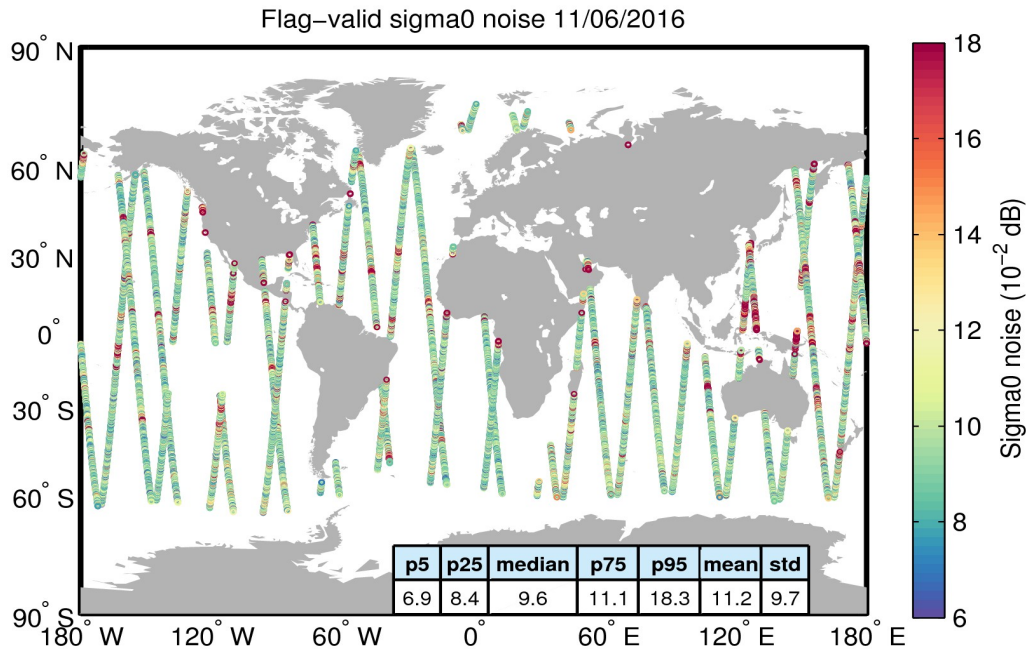 Flag−valid sigma0 noise 11/06/2016
90° N
60° N
30° N
0°
30° S
60° S
90° S
180° W
120° W
60° W
0°
60° E
120° E
180° E
p5 p25 median p75 p95 mean std
6.9 8.4 9.6 11.1 18.3 11.2 9.7
18
16
14
12
10
8
6
Sigma0 noise (10⁻² dB)